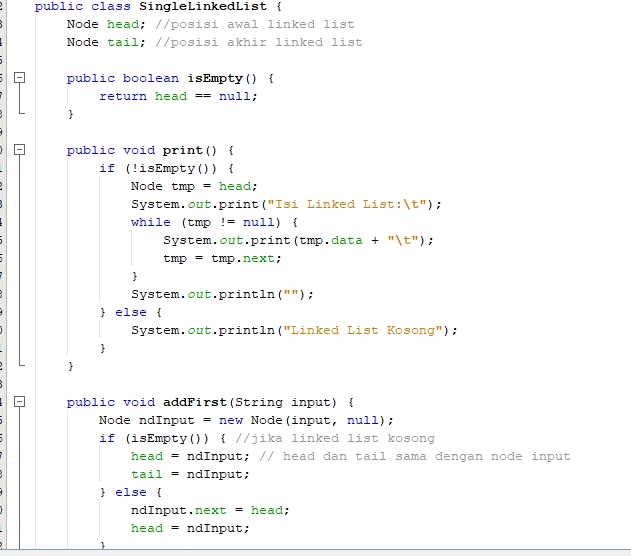 public class SingleLinkedList {
    Node head; //posisi awal linked list
    Node tail; //posisi akhir linked list
    public boolean isEmpty() {
        return head == null;
    }
    public void print() {
        if (!isEmpty()) {
            Node tmp = head;
            System.out.print("Isi Linked List:\t");
            while (tmp != null) {
                System.out.print(tmp.data + "\t");
                tmp = tmp.next;
            }
            System.out.println("");
        } else {
            System.out.println("Linked List Kosong");
        }
    }
    public void addFirst(String input) {
        Node ndInput = new Node(input, null);
        if (isEmpty()) { //jika linked list kosong
            head = ndInput; // head dan tail sama dengan node input
            tail = ndInput;
        } else {
            ndInput.next = head;
            head = ndInput;
        }